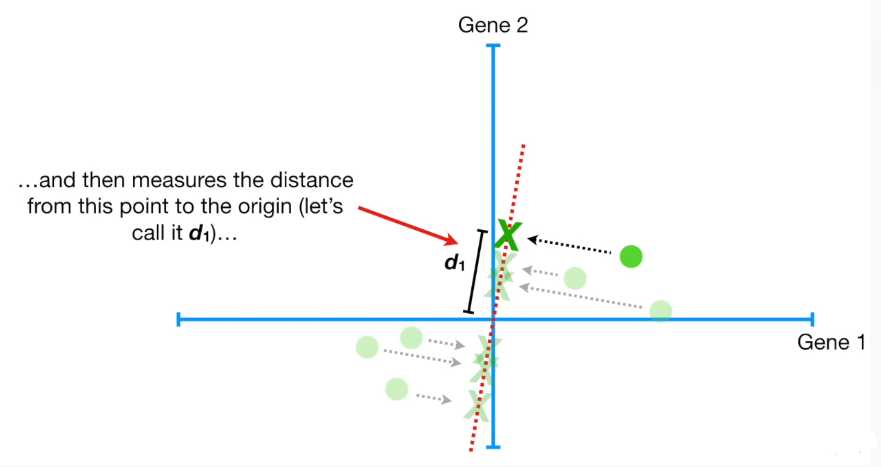 Gene 2
...and then measures the distance
from this point to the origin (let's
call it d₁)...
d₁
Gene 1